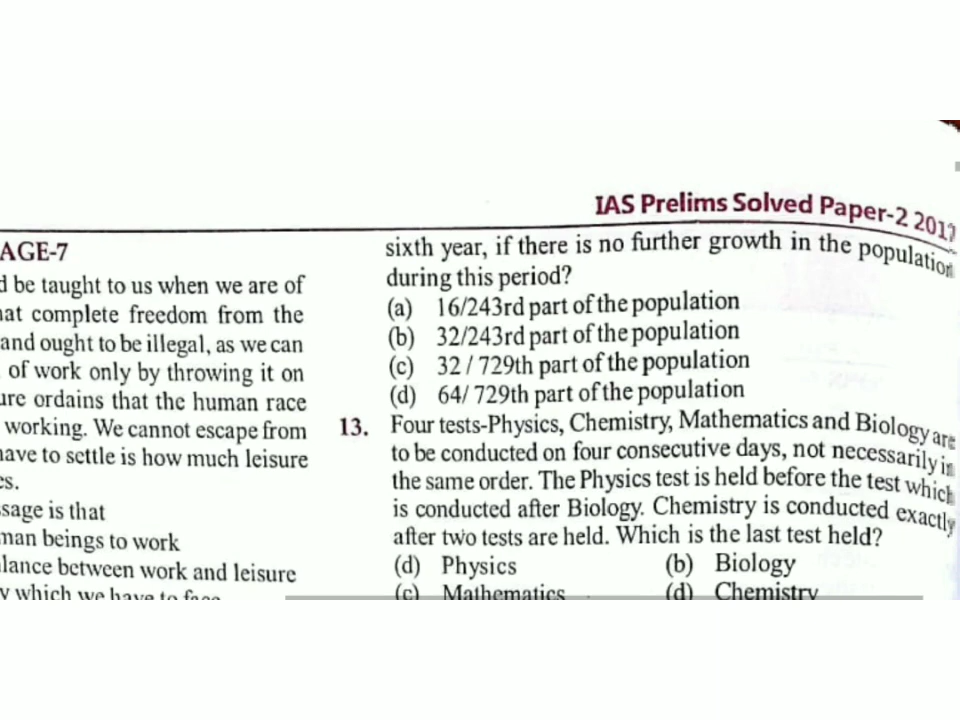 IAS Prelims Solved Paper-2 2017
AGE-7
d be taught to us when we are of
hat complete freedom from the
and ought to be illegal, as we can
of work only by throwing it on
ure ordains that the human race
working. We cannot escape from
have to settle is how much leisure
es.
sage is that
man beings to work
lance between work and leisure
y which we have to face
sixth year, if there is no further growth in the population
during this period?
(a) 16/243rd part of the population
(b) 32/243rd part of the population
(c) 32 / 729th part of the population
(d) 64/ 729th part of the population
13. Four tests-Physics, Chemistry, Mathematics and Biology are
to be conducted on four consecutive days, not necessarily in
the same order. The Physics test is held before the test which
is conducted after Biology. Chemistry is conducted exactly
after two tests are held. Which is the last test held?
(d) Physics (b) Biology
(c) Mathematics (d) Chemistry